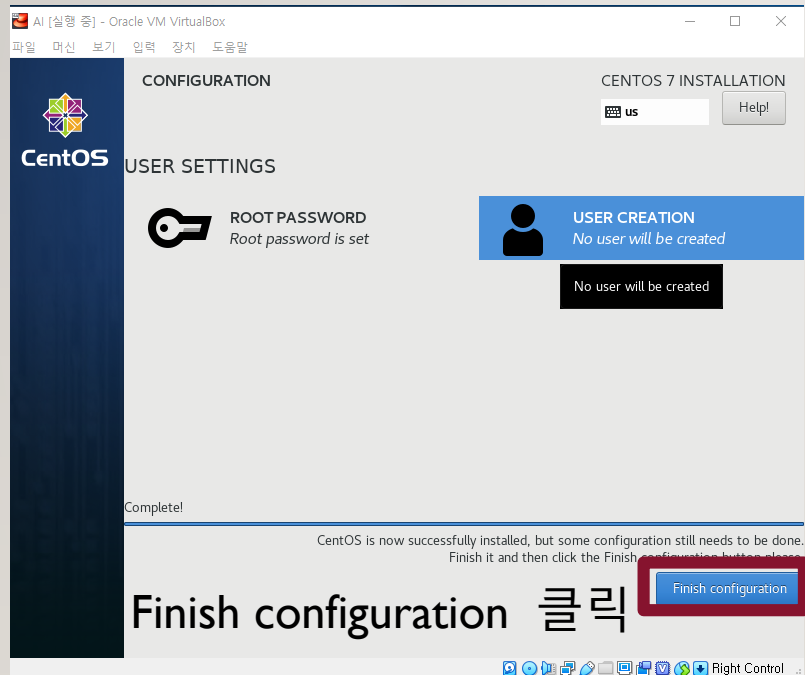 AI [실행 중] - Oracle VM VirtualBox
파일 머신 보기 입력 장치 도움말
CONFIGURATION
CENTOS 7 INSTALLATION
us
Help!
CentOS
USER SETTINGS
ROOT PASSWORD
Root password is set
USER CREATION
No user will be created
No user will be created
Complete!
CentOS is now successfully installed, but some configuration still needs to be done.
Finish it and then click the Finish configuration button please.
Finish configuration
Finish configuration 클릭
Right Control